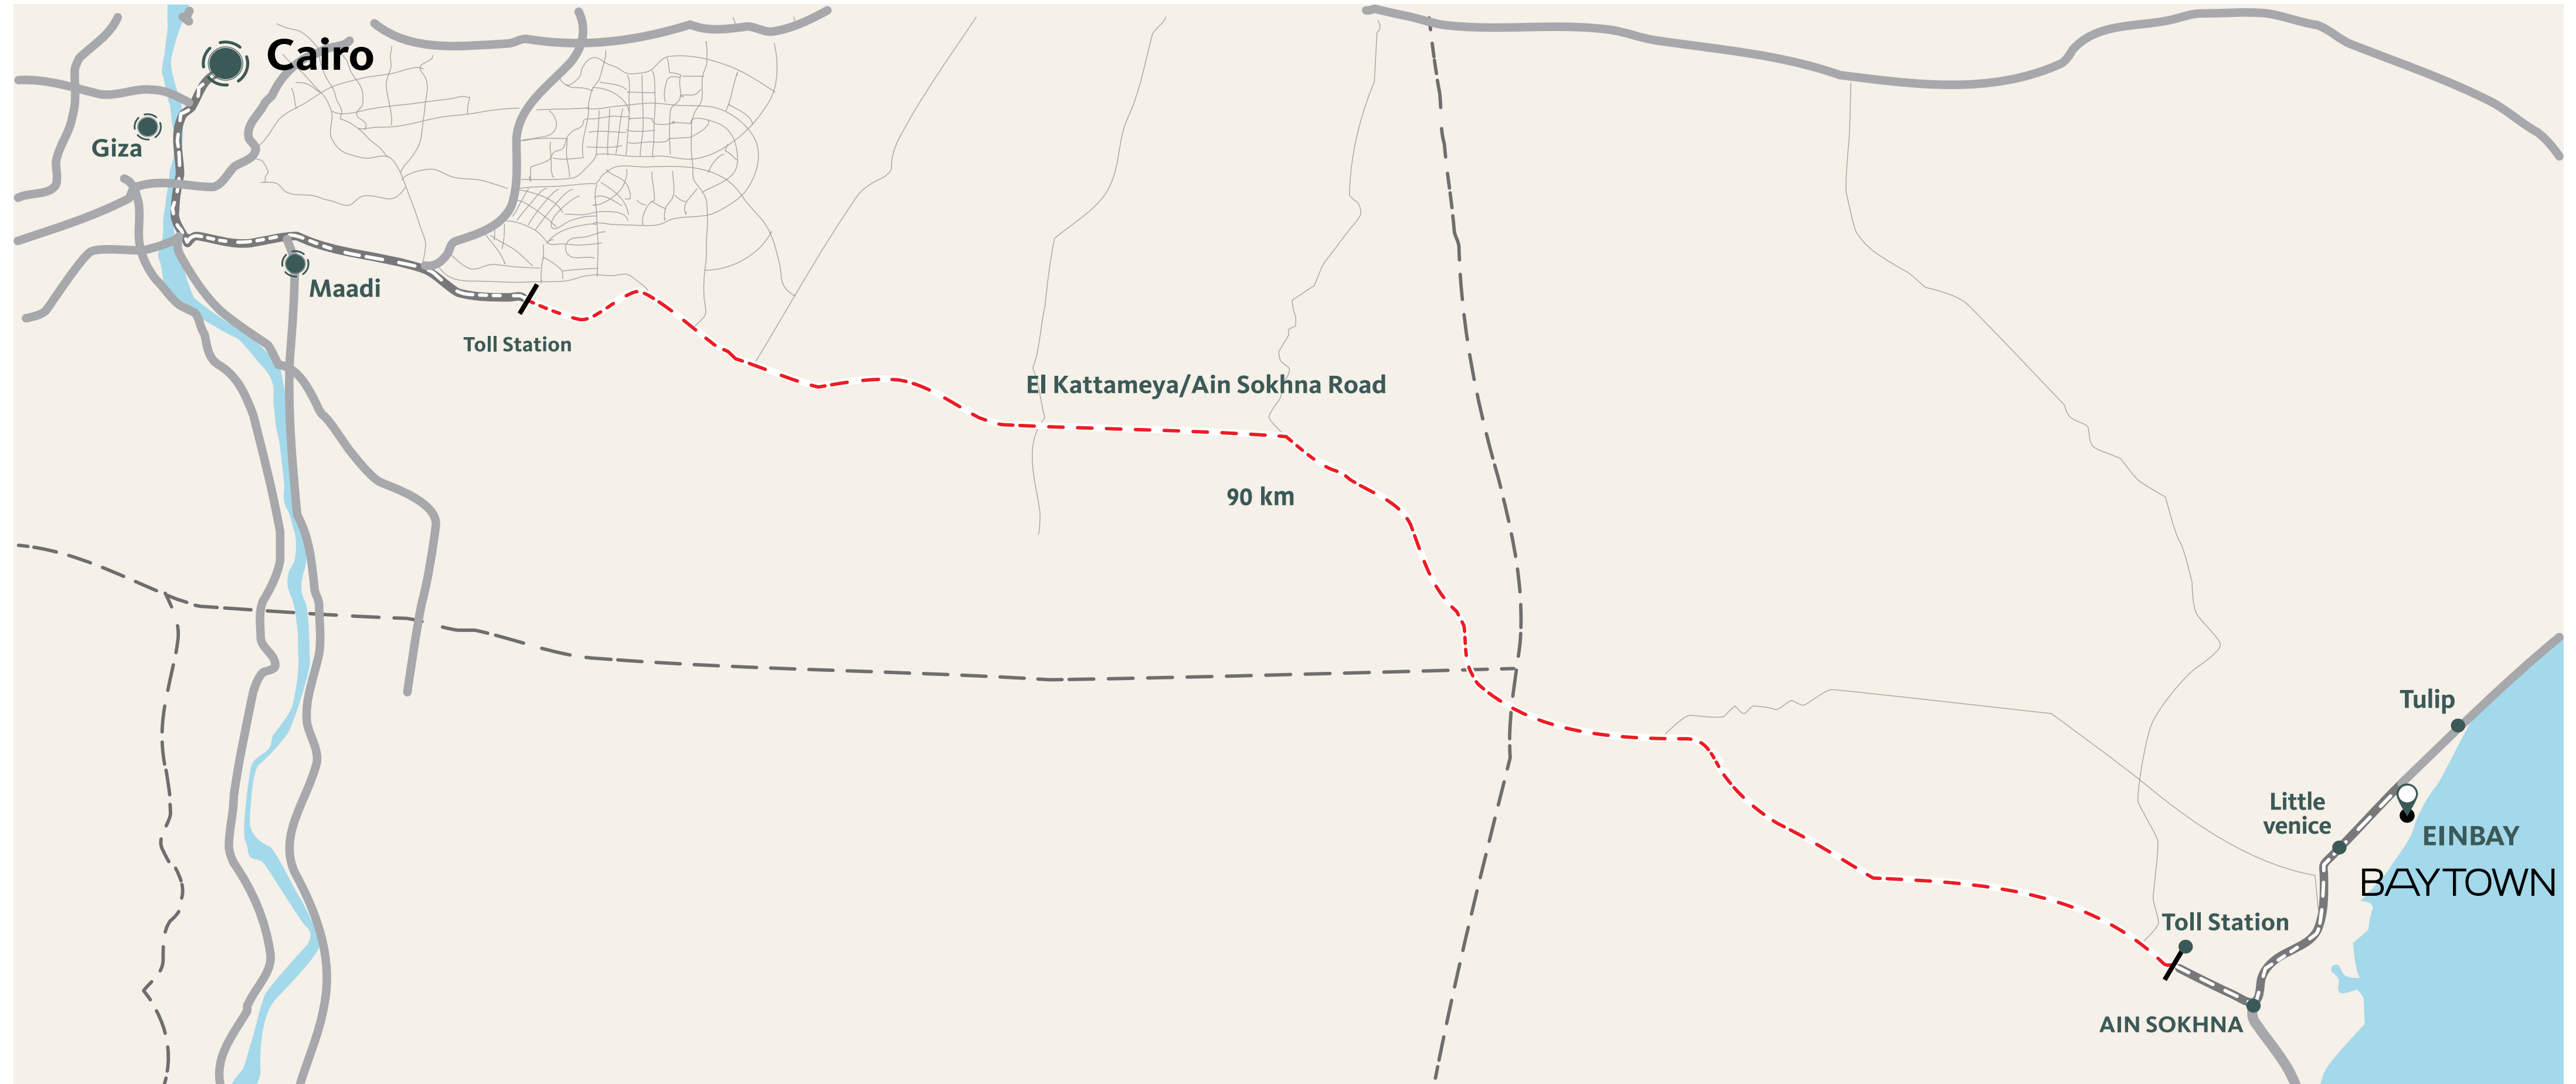 Cairo
Giza
Maadi
Toll Station
El Kattameya/Ain Sokhna Road
90 km
Tulip
Little
venice
EINBAY
BAYTOWN
Toll Station
AIN SOKHNA